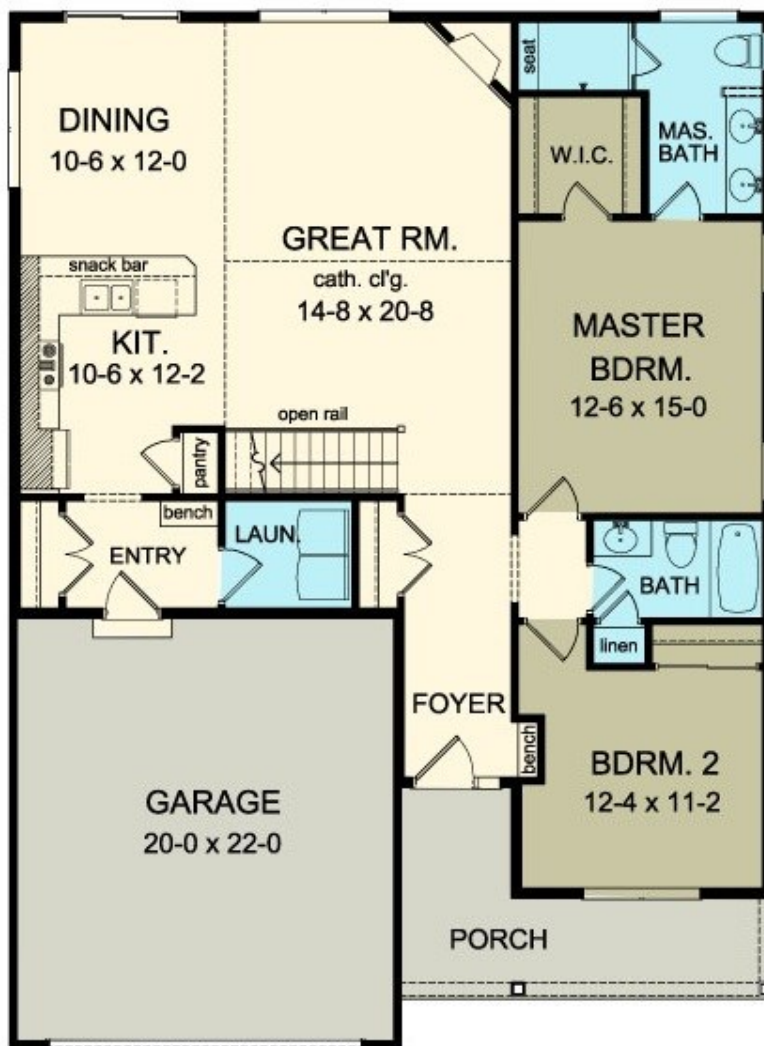 seat
DINING
10-6 x 12-0
W.I.C.
MAS.
BATH
GREAT RM.
cath. cl'g.
14-8 x 20-8
snack bar
KIT.
10-6 x 12-2
MASTER
BDRM.
12-6 x 15-0
open rail
pantry
bench
ENTRY
LAUN.
BATH
linen
FOYER
bench
BDRM. 2
12-4 x 11-2
GARAGE
20-0 x 22-0
PORCH